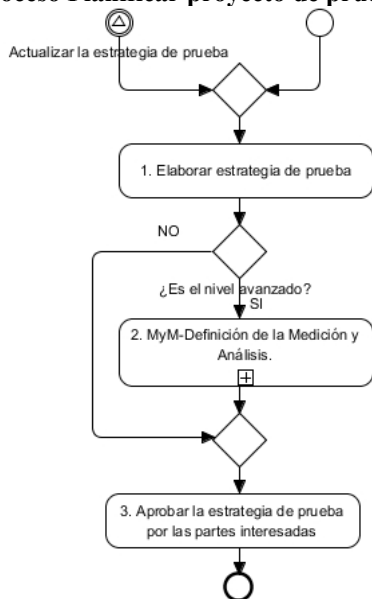 oceso Planificar proyecto de prue
Actualizar la estrategia de prueba
1. Elaborar estrategia de prueba
NO
¿Es el nivel avanzado?
SI
2. MyM-Definición de la Medición y
Análisis.
3. Aprobar la estrategia de prueba
por las partes interesadas